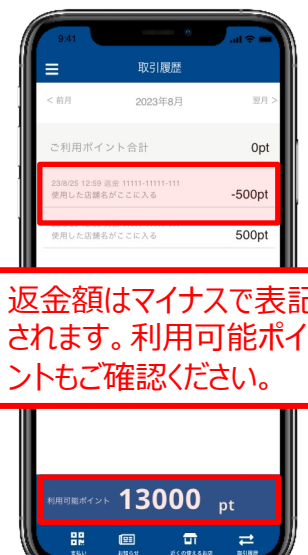 9:41
取引履歴
< 前月 2023年8月 翌月 >
ご利用ポイント合計 0pt
23/8/25 12:59 返金 11111-11111-111
使用した店舗名がここに入る -500pt
使用した店舗名がここに入る 500pt
返金額はマイナスで表記
されます。利用可能ポイ
ントもご確認ください。
利用可能ポイント 13000 pt
支払い お知らせ 近くの使えるお店 取引履歴